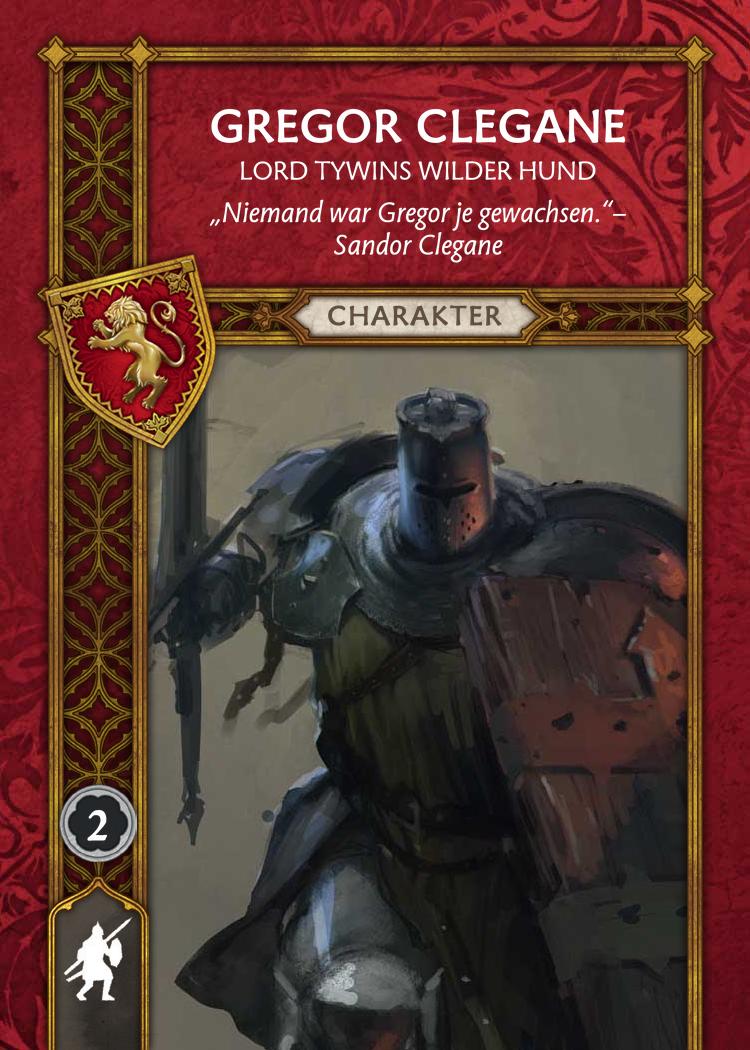 GREGOR CLEGANE
LORD TYWINS WILDER HUND
„Niemand war Gregor je gewachsen.“–
Sandor Clegane
CHARAKTER
2